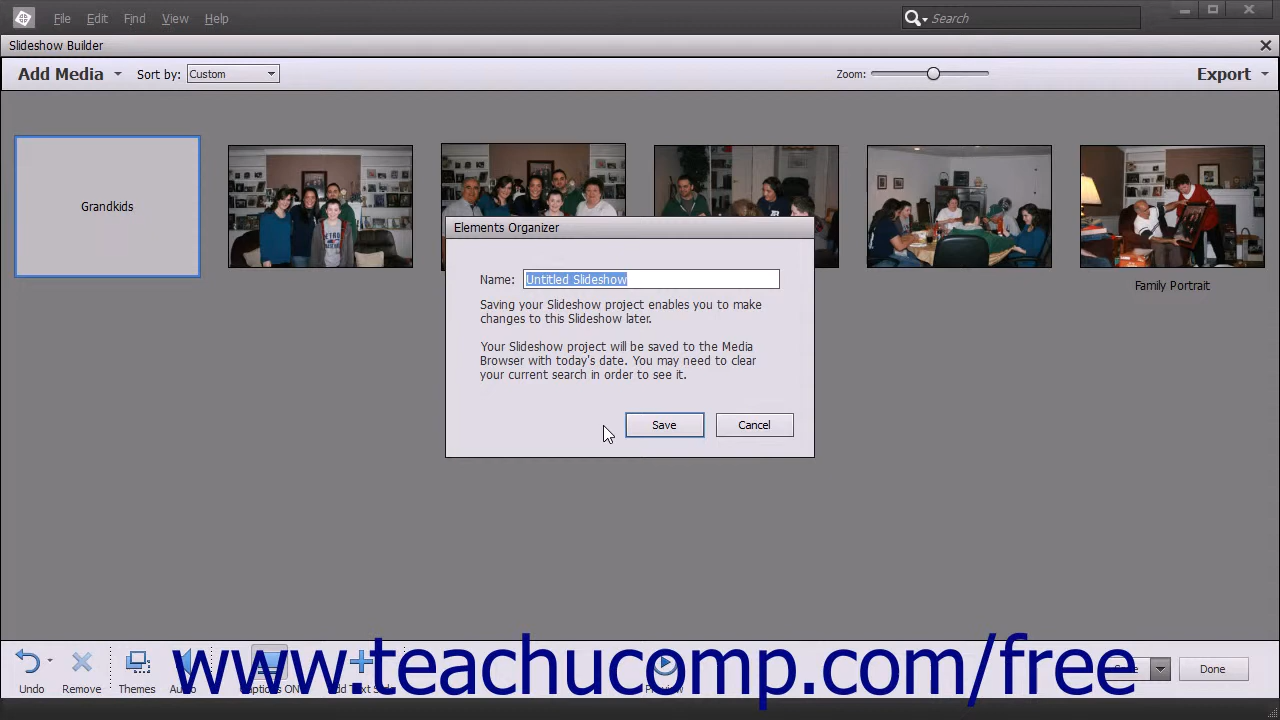 File Edit Find View Help
Search
Slideshow Builder
Add Media
Sort by: Custom
Zoom:
Export
Grandkids
Family Portrait
Elements Organizer
Name: Untitled Slideshow
Saving your Slideshow project enables you to make
changes to this Slideshow later.
Your Slideshow project will be saved to the Media
Browser with today's date. You may need to clear
your current search in order to see it.
Save Cancel
www.teachucomp.com/free
Undo Remove Themes
Done